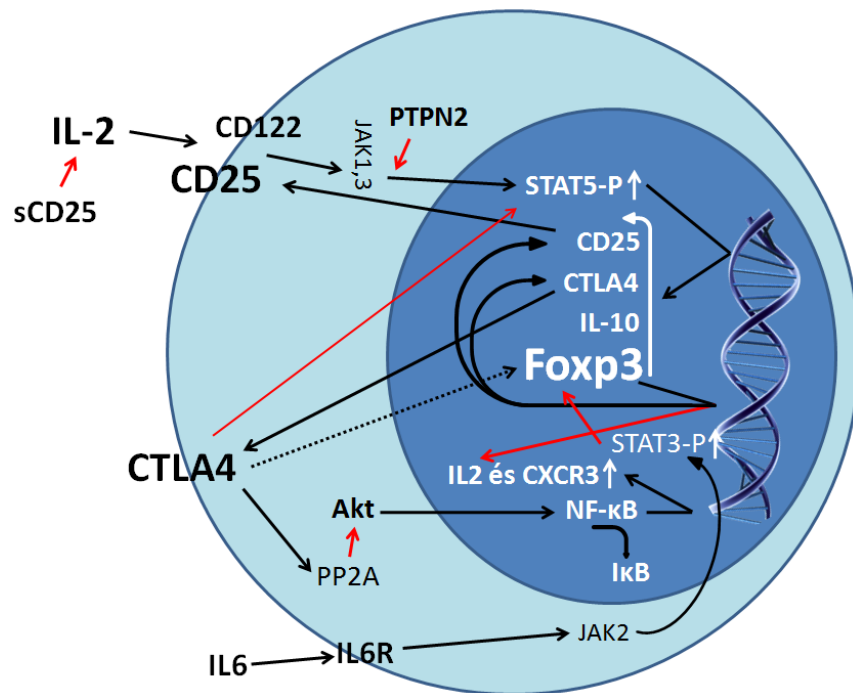 IL-2
CD122
JAK1,3
PTPN2
CD25
sCD25
STAT5-P
CD25
CTLA4
IL-10
Foxp3
STAT3-P
CTLA4
IL2 és CXCR3
Akt
NF-κB
PP2A
IκB
JAK2
IL6
IL6R